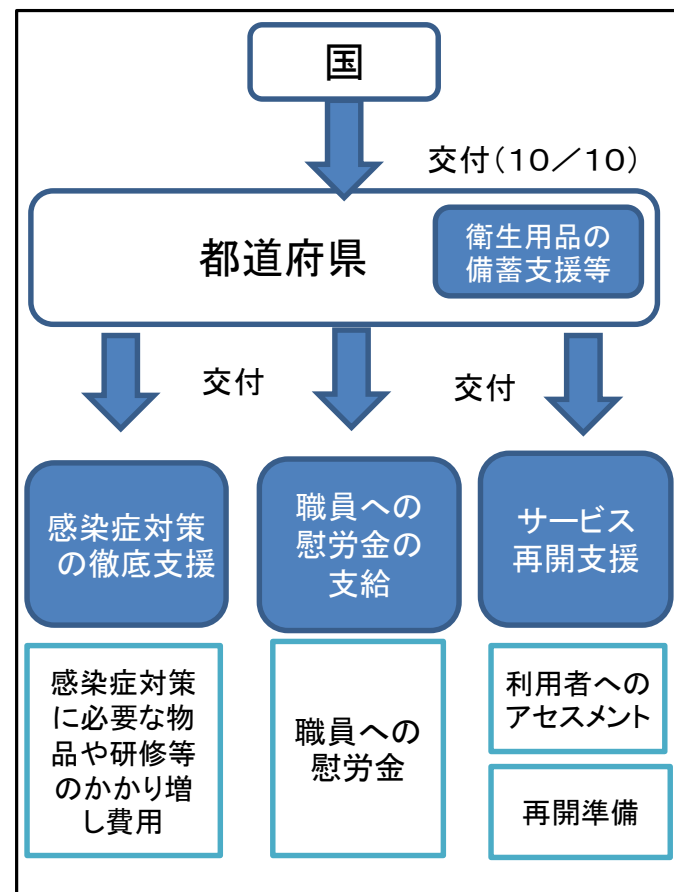 国
交付(10/10)
都道府県
衛生用品の
備蓄支援等
交付
交付
感染症対策
の徹底支援
職員への
慰労金の
支給
サービス
再開支援
感染症対策
に必要な物
品や研修等
のかかり増
し費用
職員への
慰労金
利用者への
アセスメント
再開準備